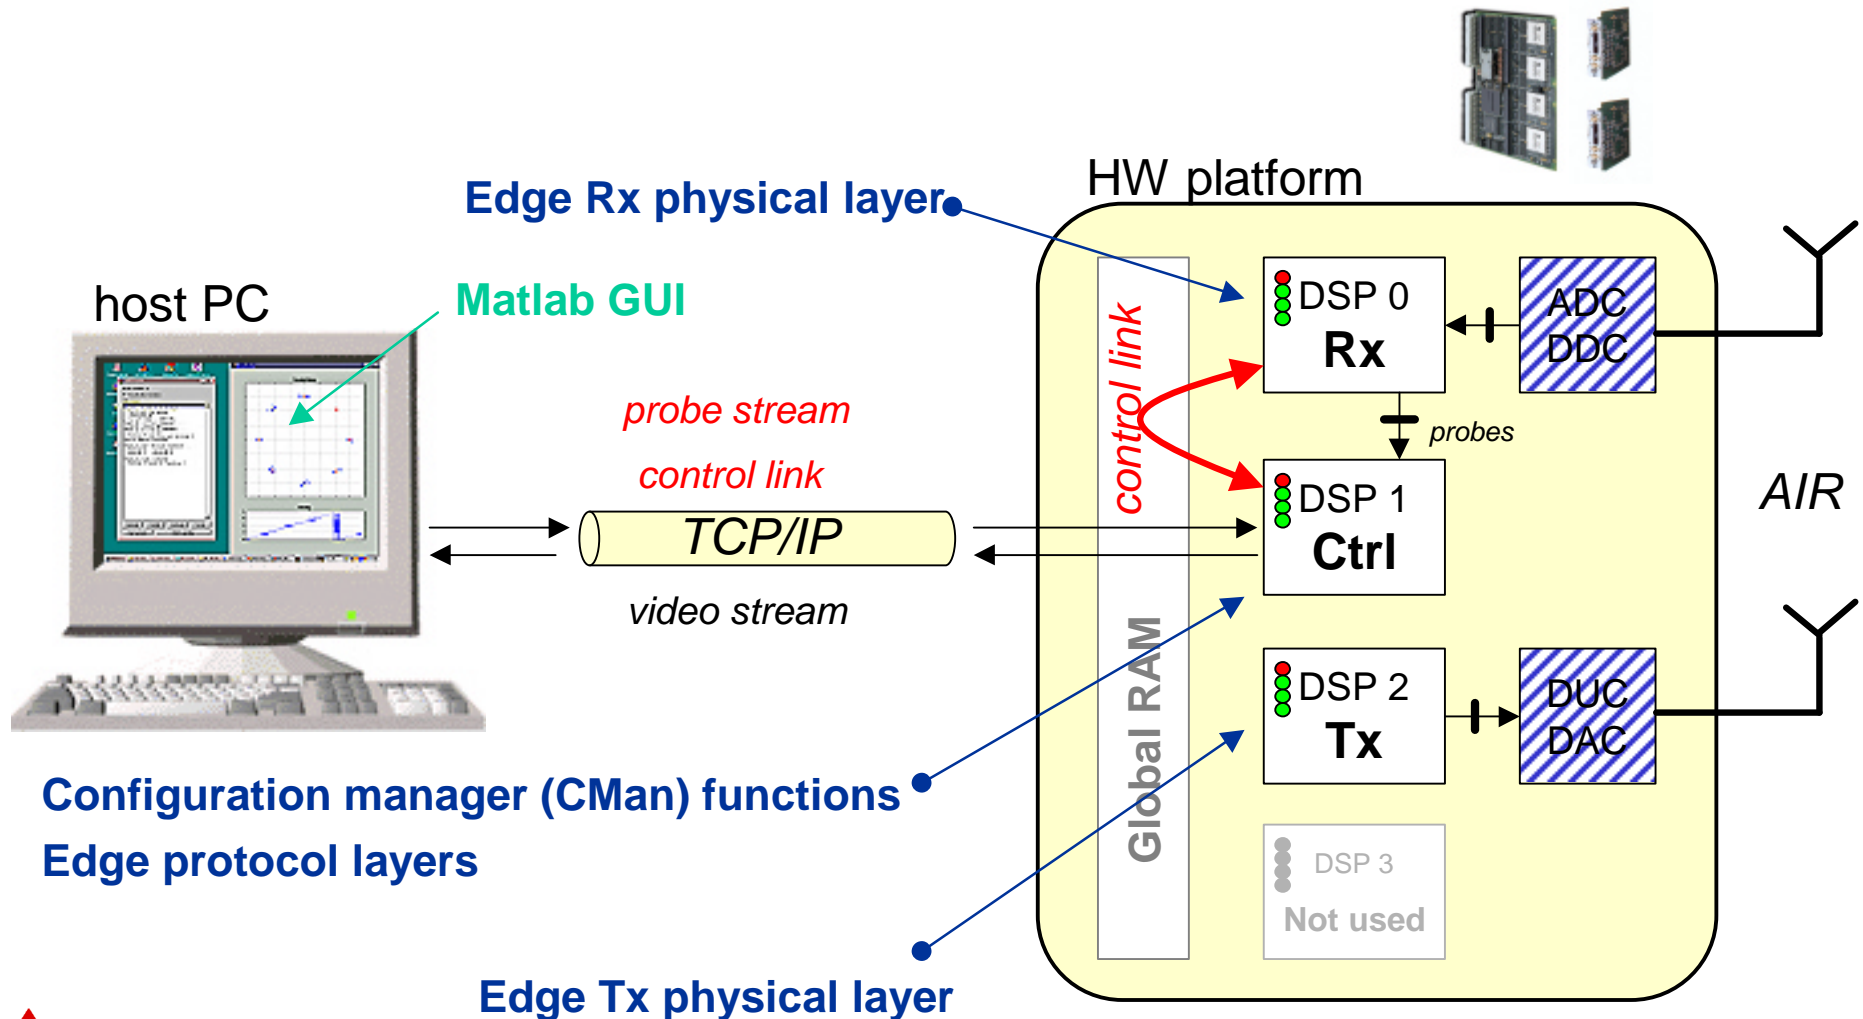 HW platform
Edge Rx physical layer
host PC
Matlab GUI
DSP 0
Rx
ADC
DDC
control link
probe stream
control link
probes
TCP/IP
DSP 1
Ctrl
AIR
video stream
Global RAM
DSP 2
Tx
DUC
DAC
Configuration manager (CMan) functions
Edge protocol layers
DSP 3
Not used
Edge Tx physical layer